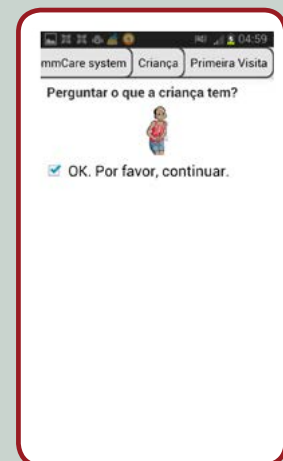 04:59
mmCare system Criança Primeira Visita
Perguntar o que a criança tem?
OK. Por favor, continuar.